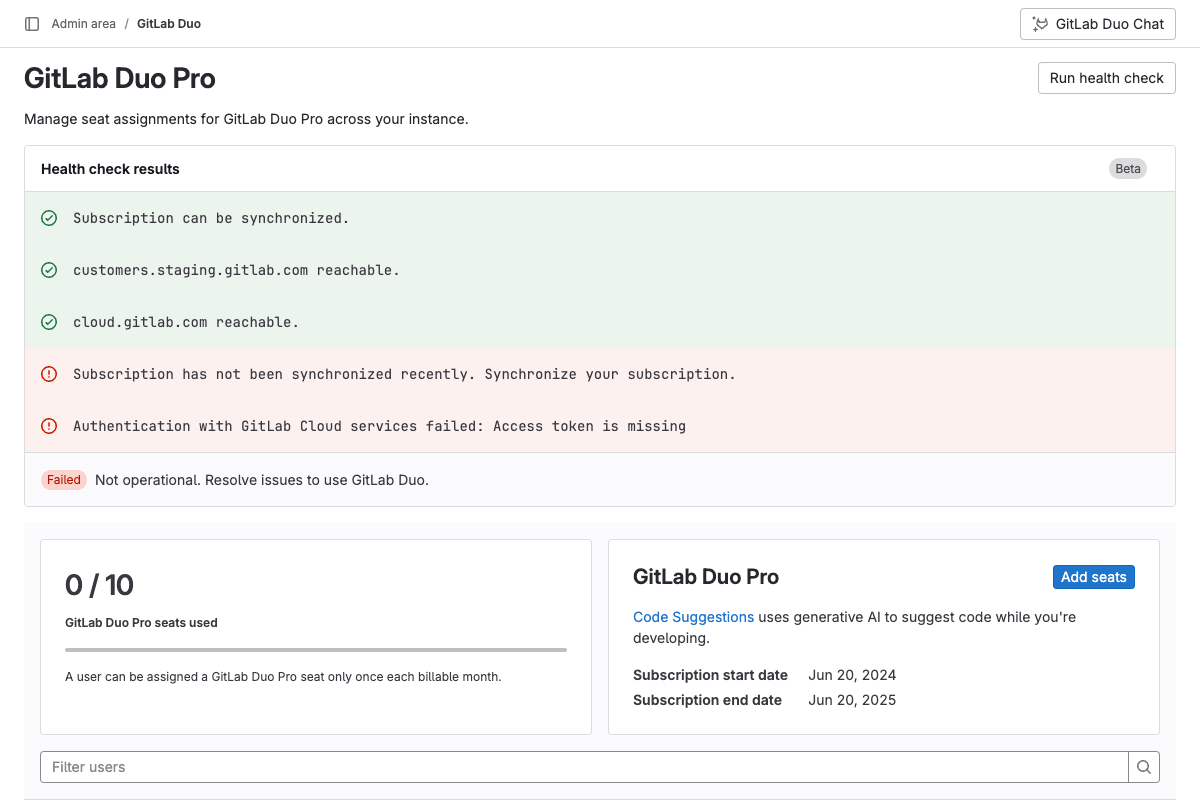 Admin area / GitLab Duo
GitLab Duo Chat
GitLab Duo Pro
Run health check
Manage seat assignments for GitLab Duo Pro across your instance.
Health check results
Beta
Subscription can be synchronized.
customers.staging.gitlab.com reachable.
cloud.gitlab.com reachable.
Subscription has not been synchronized recently. Synchronize your subscription.
Authentication with GitLab Cloud services failed: Access token is missing
Failed Not operational. Resolve issues to use GitLab Duo.
0 / 10
GitLab Duo Pro seats used
A user can be assigned a GitLab Duo Pro seat only once each billable month.
GitLab Duo Pro
Add seats
Code Suggestions uses generative AI to suggest code while you're
developing.
Subscription start date Jun 20, 2024
Subscription end date Jun 20, 2025
Filter users